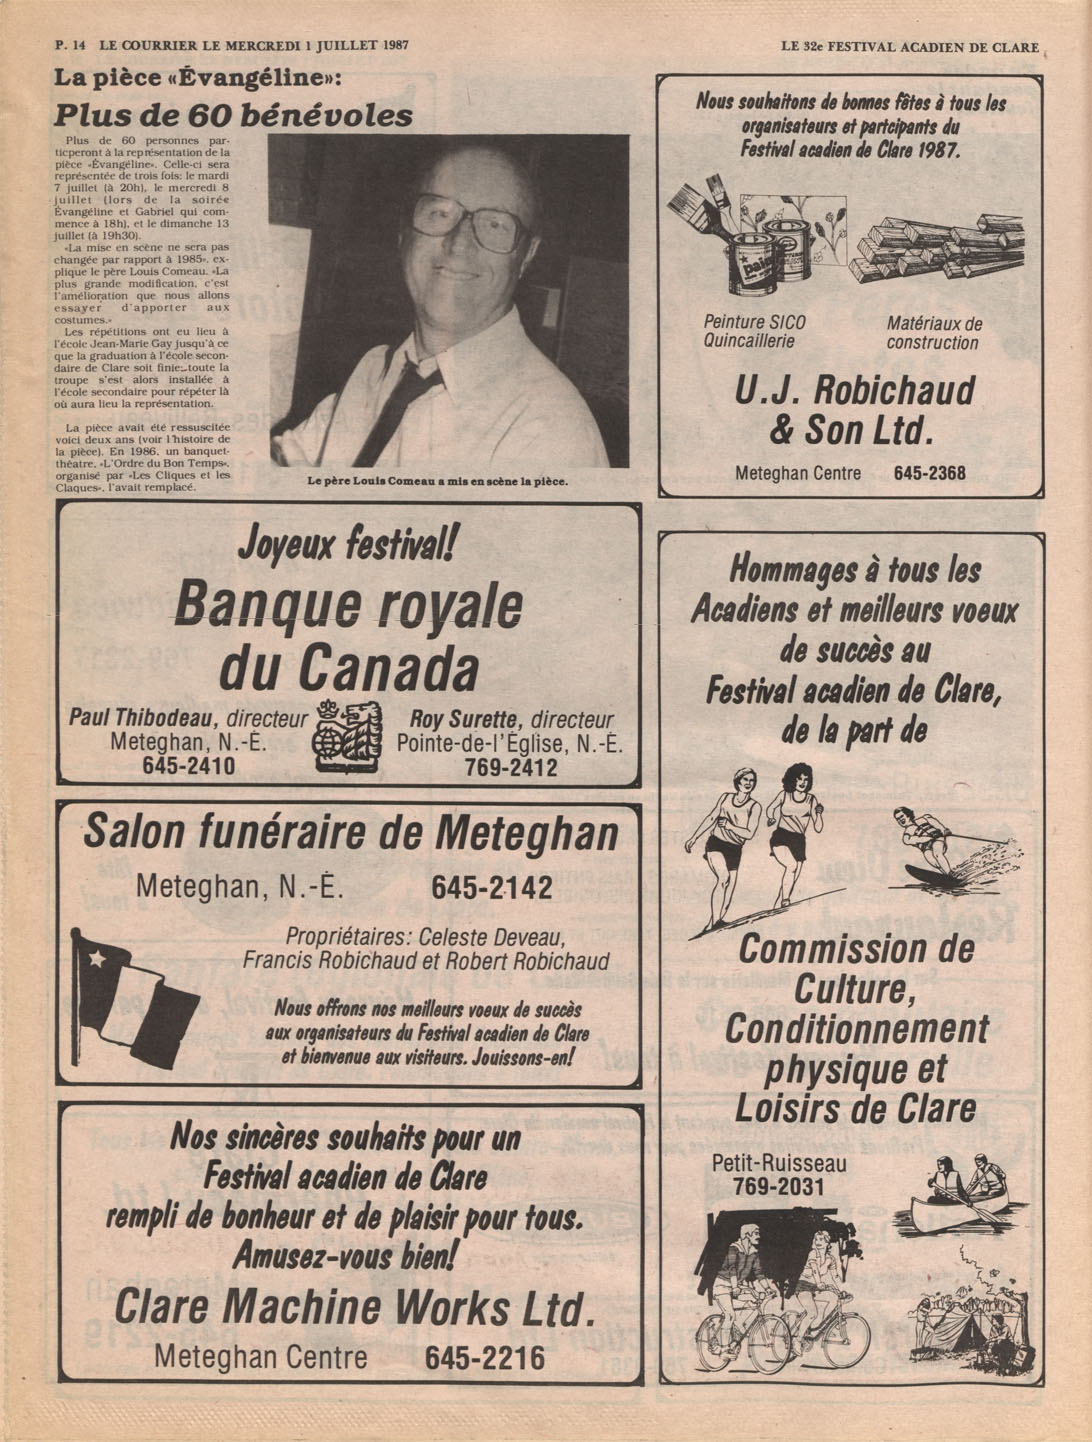 P. 14 LE COURRIER LE MERCREDI 1 JUILLET 1987
LE 32e FESTIVAL ACADIEN DE CLARE
La pièce «Évangéline»:
Plus de 60 bénévoles
Plus de 60 personnes par-
ticperont à la représentation de la
pièce «Évangéline». Celle-ci sera
représentée de trois fois: le mardi
7 juillet (à 20h), le mercredi 8
juillet (lors de la soirée
Évangéline et Gabriel qui com-
mence à 18h), et le dimanche 13
juillet (à 19h30).
«La mise en scène ne sera pas
changée par rapport à 1985», ex-
plique le père Louis Comeau. «La
plus grande modification, c'est
l'amélioration que nous allons
essayer d'apporter aux
costumes.»
Les répétitions ont eu lieu à
l'école Jean-Marie Gay jusqu'à ce
que la graduation à l'école secon-
daire de Clare soit finie; toute la
troupe s'est alors installée à
l'école secondaire pour répéter là
où aura lieu la représentation.
La pièce avait été ressuscitée
voici deux ans (voir l'histoire de
la pièce). En 1986, un banquet-
théatre, «L'Ordre du Bon Temps»,
organisé par «Les Cliques et les
Claques», l'avait remplacé.
Le père Louis Comeau a mis en scène la pièce.
Nous souhaitons de bonnes fêtes à tous les
organisateurs et partcipants du
Festival acadien de Clare 1987.
paint
Peinture SICO
Quincaillerie
Matériaux de
construction
U.J. Robichaud
& Son Ltd.
Meteghan Centre 645-2368
Joyeux festival!
Banque royale
du Canada
Paul Thibodeau, directeur
Meteghan, N.-É.
645-2410
Roy Surette, directeur
Pointe-de-l'Église, N.-É.
769-2412
Salon funéraire de Meteghan
Meteghan, N.-É. 645-2142
Propriétaires: Celeste Deveau,
Francis Robichaud et Robert Robichaud
Nous offrons nos meilleurs voeux de succès
aux organisateurs du Festival acadien de Clare
et bienvenue aux visiteurs. Jouissons-en!
Nos sincères souhaits pour un
Festival acadien de Clare
rempli de bonheur et de plaisir pour tous.
Amusez-vous bien!
Clare Machine Works Ltd.
Meteghan Centre 645-2216
Hommages à tous les
Acadiens et meilleurs voeux
de succès au
Festival acadien de Clare,
de la part de
Commission de
Culture,
Conditionnement
physique et
Loisirs de Clare
Petit-Ruisseau
769-2031